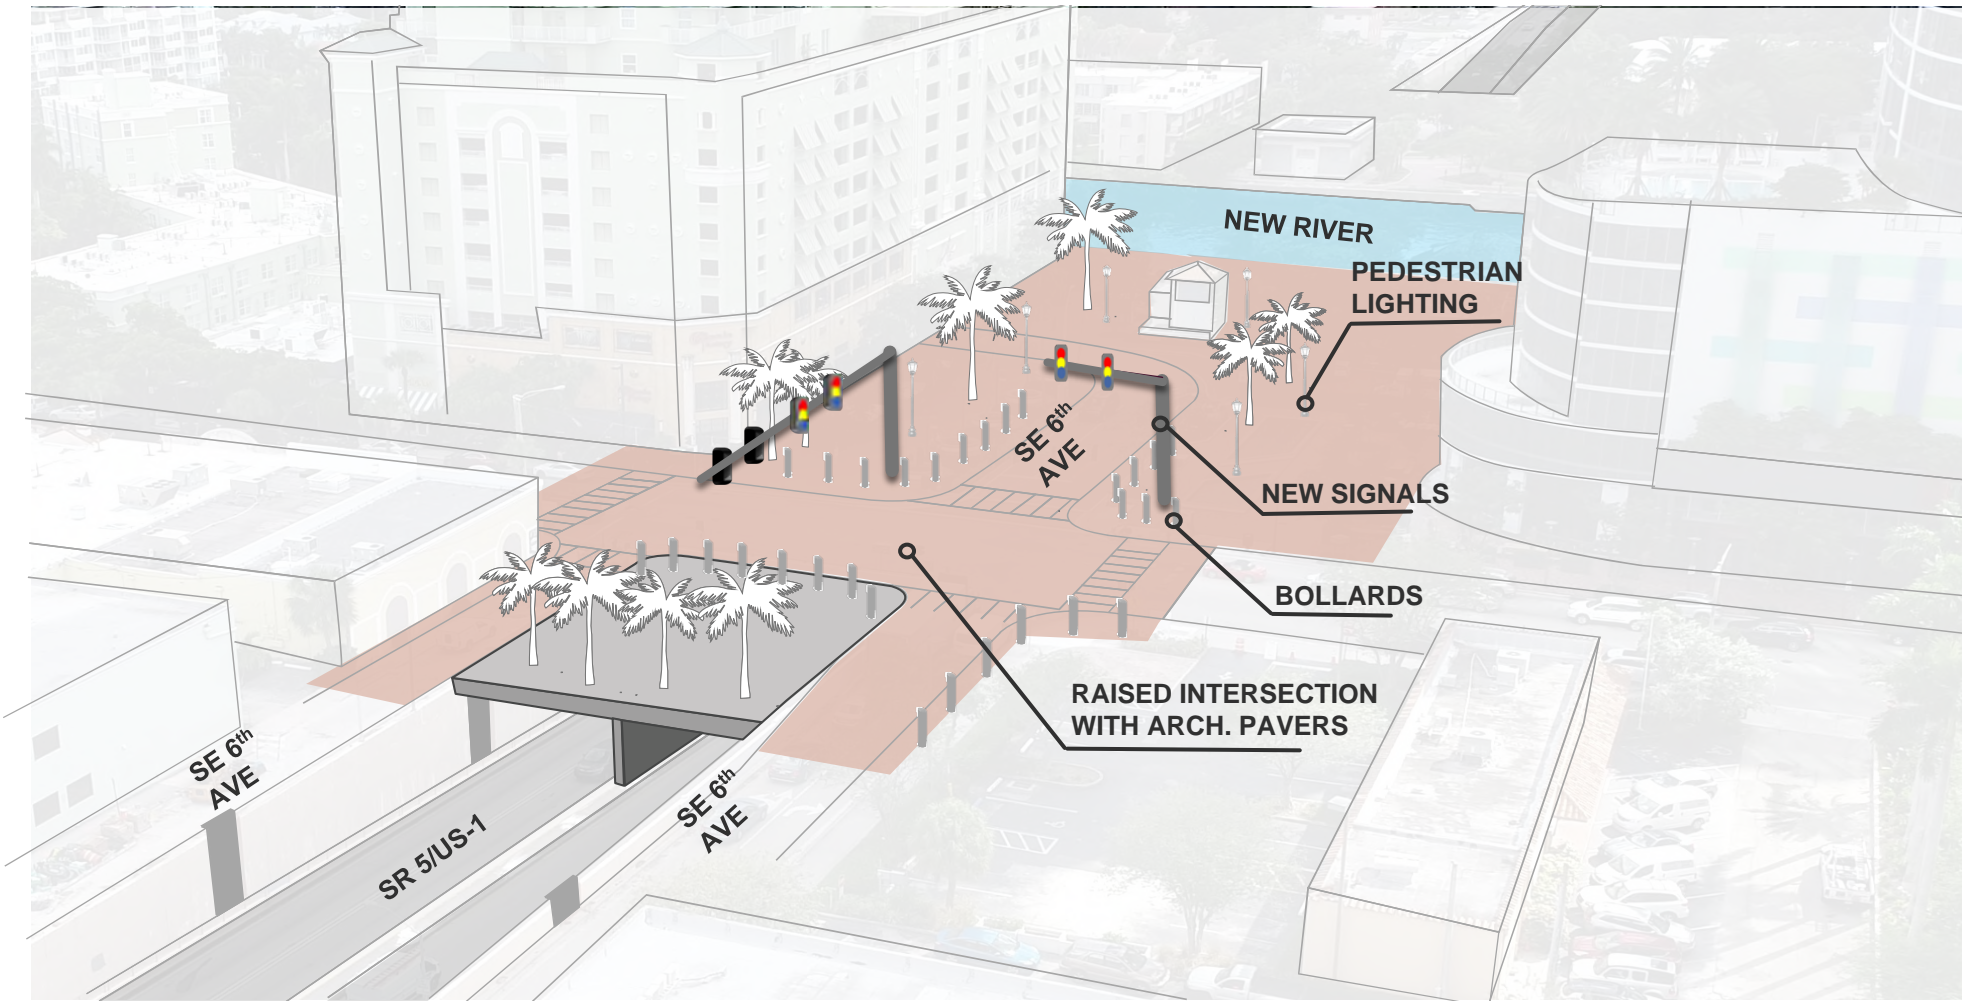 NEW RIVER
PEDESTRIAN
LIGHTING
SE 6th
AVE
NEW SIGNALS
BOLLARDS
RAISED INTERSECTION
WITH ARCH. PAVERS
SE 6th
AVE
SE 6th
AVE
SR 5/US-1